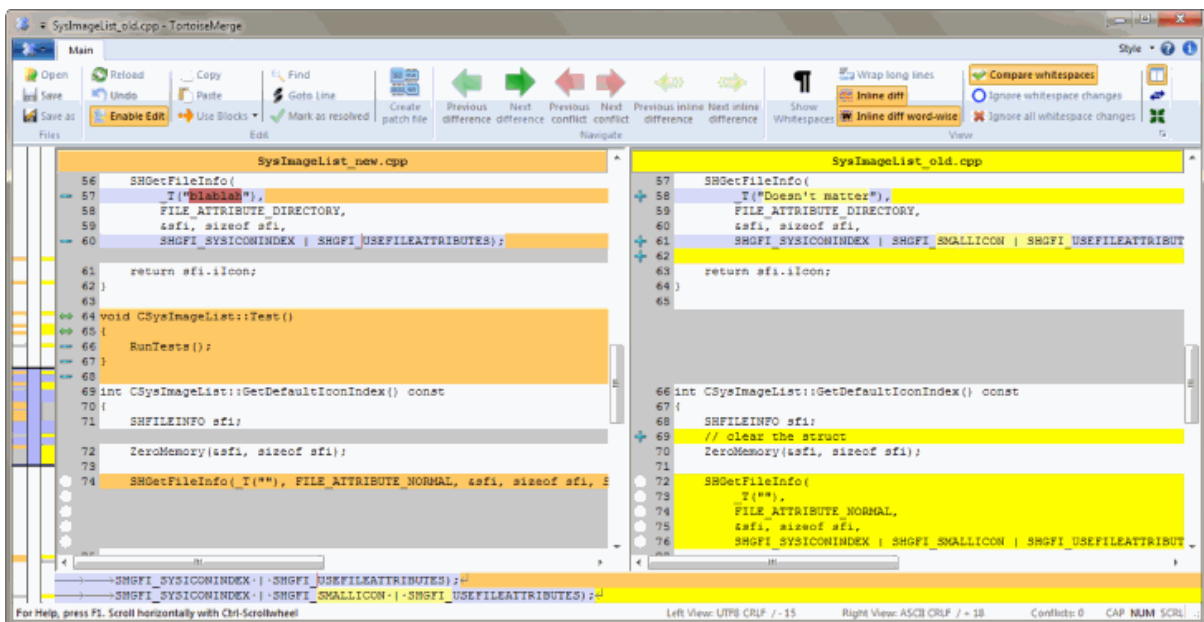 SysImageList_old.cpp - TortoiseMerge
Main
Style
Open
Save
Save as
Files
Reload
Undo
Enable Edit
Copy
Paste
Use Blocks
Find
Goto Line
Mark as resolved
Edit
Create patch file
Previous difference
Next difference
Previous conflict
Next conflict
Previous inline difference
Next inline difference
Navigate
Show Whitespaces
Wrap long lines
Inline diff
Inline diff word-wise
Compare whitespaces
Ignore whitespace changes
Ignore all whitespace changes
View
SysImageList_new.cpp
56 SHGetFileInfo(
57 _T("blablah"),
58 FILE_ATTRIBUTE_DIRECTORY,
59 &sfi, sizeof sfi,
60 SHGFI_SYSICONINDEX | SHGFI_USEFILEATTRIBUTES);
61 return sfi.iIcon;
62 }
63
64 void CSysImageList::Test()
65 {
66 RunTests();
67 }
68
69 int CSysImageList::GetDefaultIconIndex() const
70 {
71 SHFILEINFO sfi;
72 ZeroMemory(&sfi, sizeof sfi);
73
74 SHGetFileInfo(_T(""), FILE_ATTRIBUTE_NORMAL, &sfi, sizeof sfi, S
SysImageList_old.cpp
57 SHGetFileInfo(
58 _T("Doesn't matter"),
59 FILE_ATTRIBUTE_DIRECTORY,
60 &sfi, sizeof sfi,
61 SHGFI_SYSICONINDEX | SHGFI_SMALLICON | SHGFI_USEFILEATTRIBUT
62
63 return sfi.iIcon;
64 }
65
66 int CSysImageList::GetDefaultIconIndex() const
67 {
68 SHFILEINFO sfi;
69 // clear the struct
70 ZeroMemory(&sfi, sizeof sfi);
71
72 SHGetFileInfo(
73 _T(""),
74 FILE_ATTRIBUTE_NORMAL,
75 &sfi, sizeof sfi,
76 SHGFI_SYSICONINDEX | SHGFI_SMALLICON | SHGFI_USEFILEATTRIBUT
SHGFI_SYSICONINDEX·|·SHGFI_USEFILEATTRIBUTES);
SHGFI_SYSICONINDEX·|·SHGFI_SMALLICON·|·SHGFI_USEFILEATTRIBUTES);
For Help, press F1. Scroll horizontally with Ctrl-Scrollwheel
Left View: UTF8 CRLF / - 15
Right View: ASCII CRLF / + 18
Conflicts: 0
CAP NUM SCRL